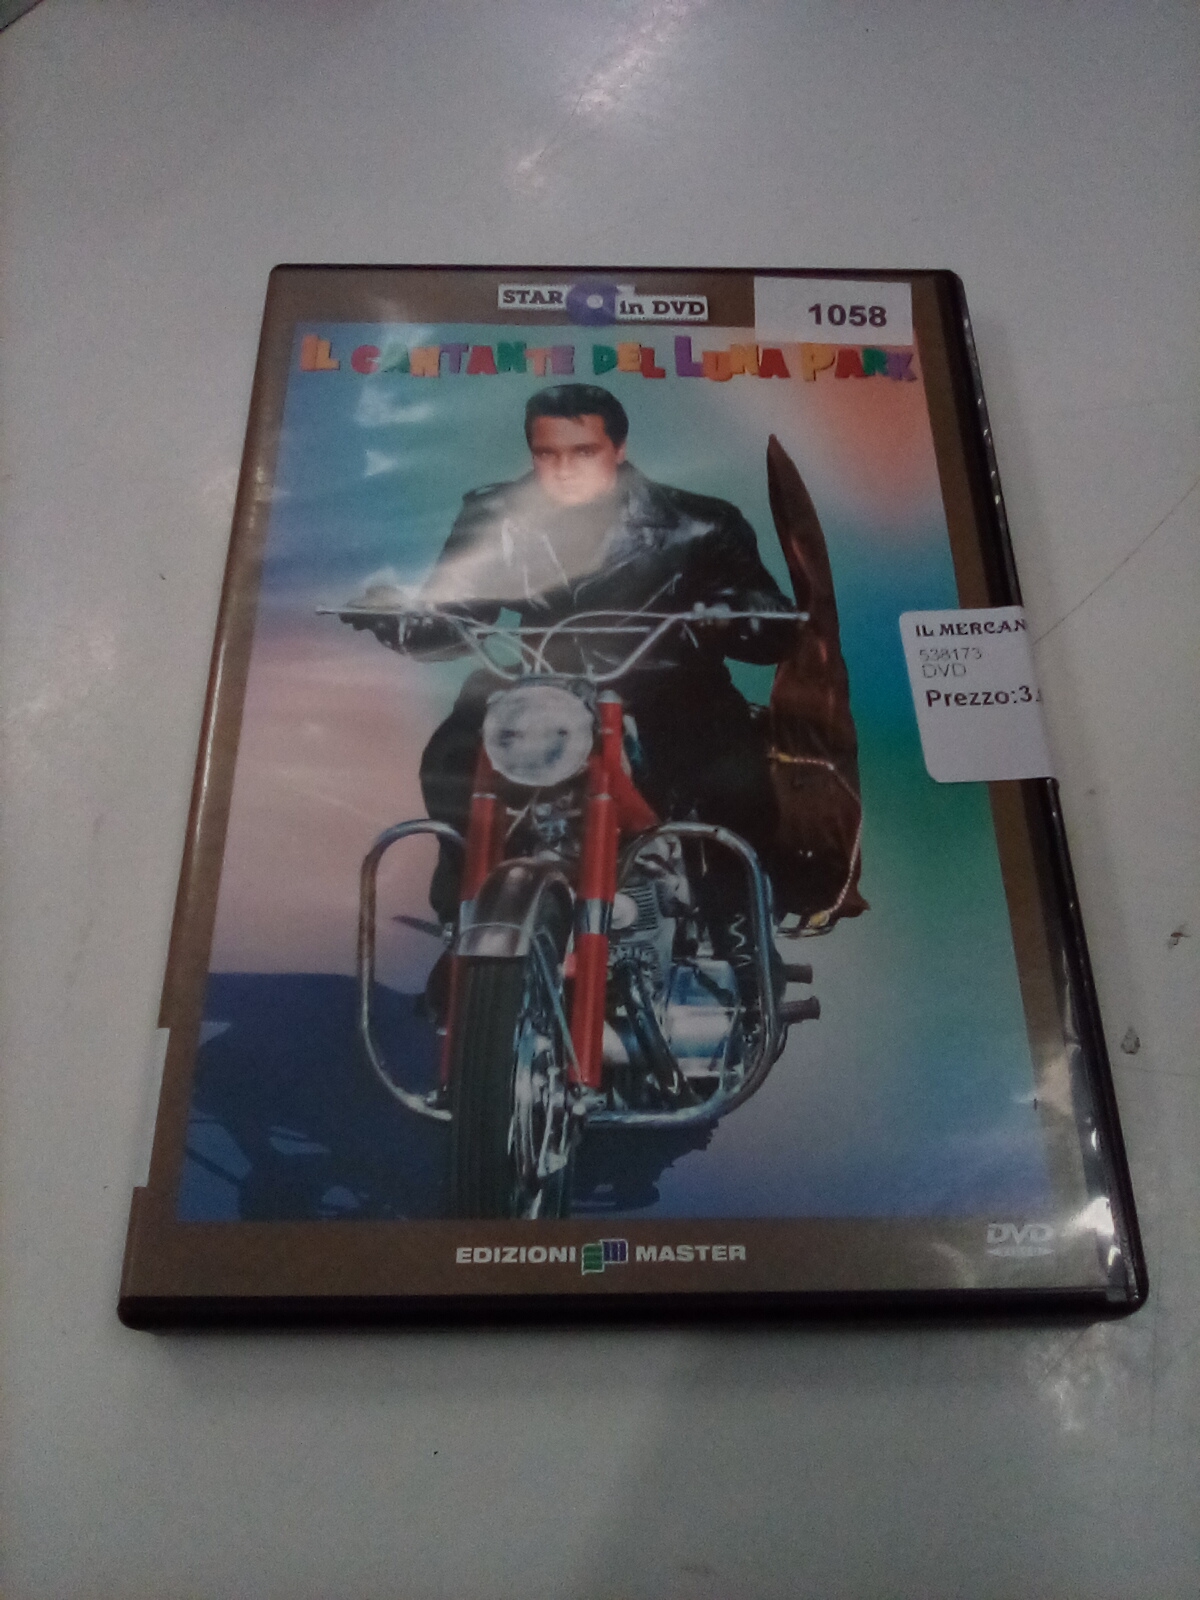 STAR in DVD
1058
IL CANTANTE DEL LUNA PARK
IL MERCAN
538173
DVD
Prezzo:3.
EDIZIONI MASTER
DVD